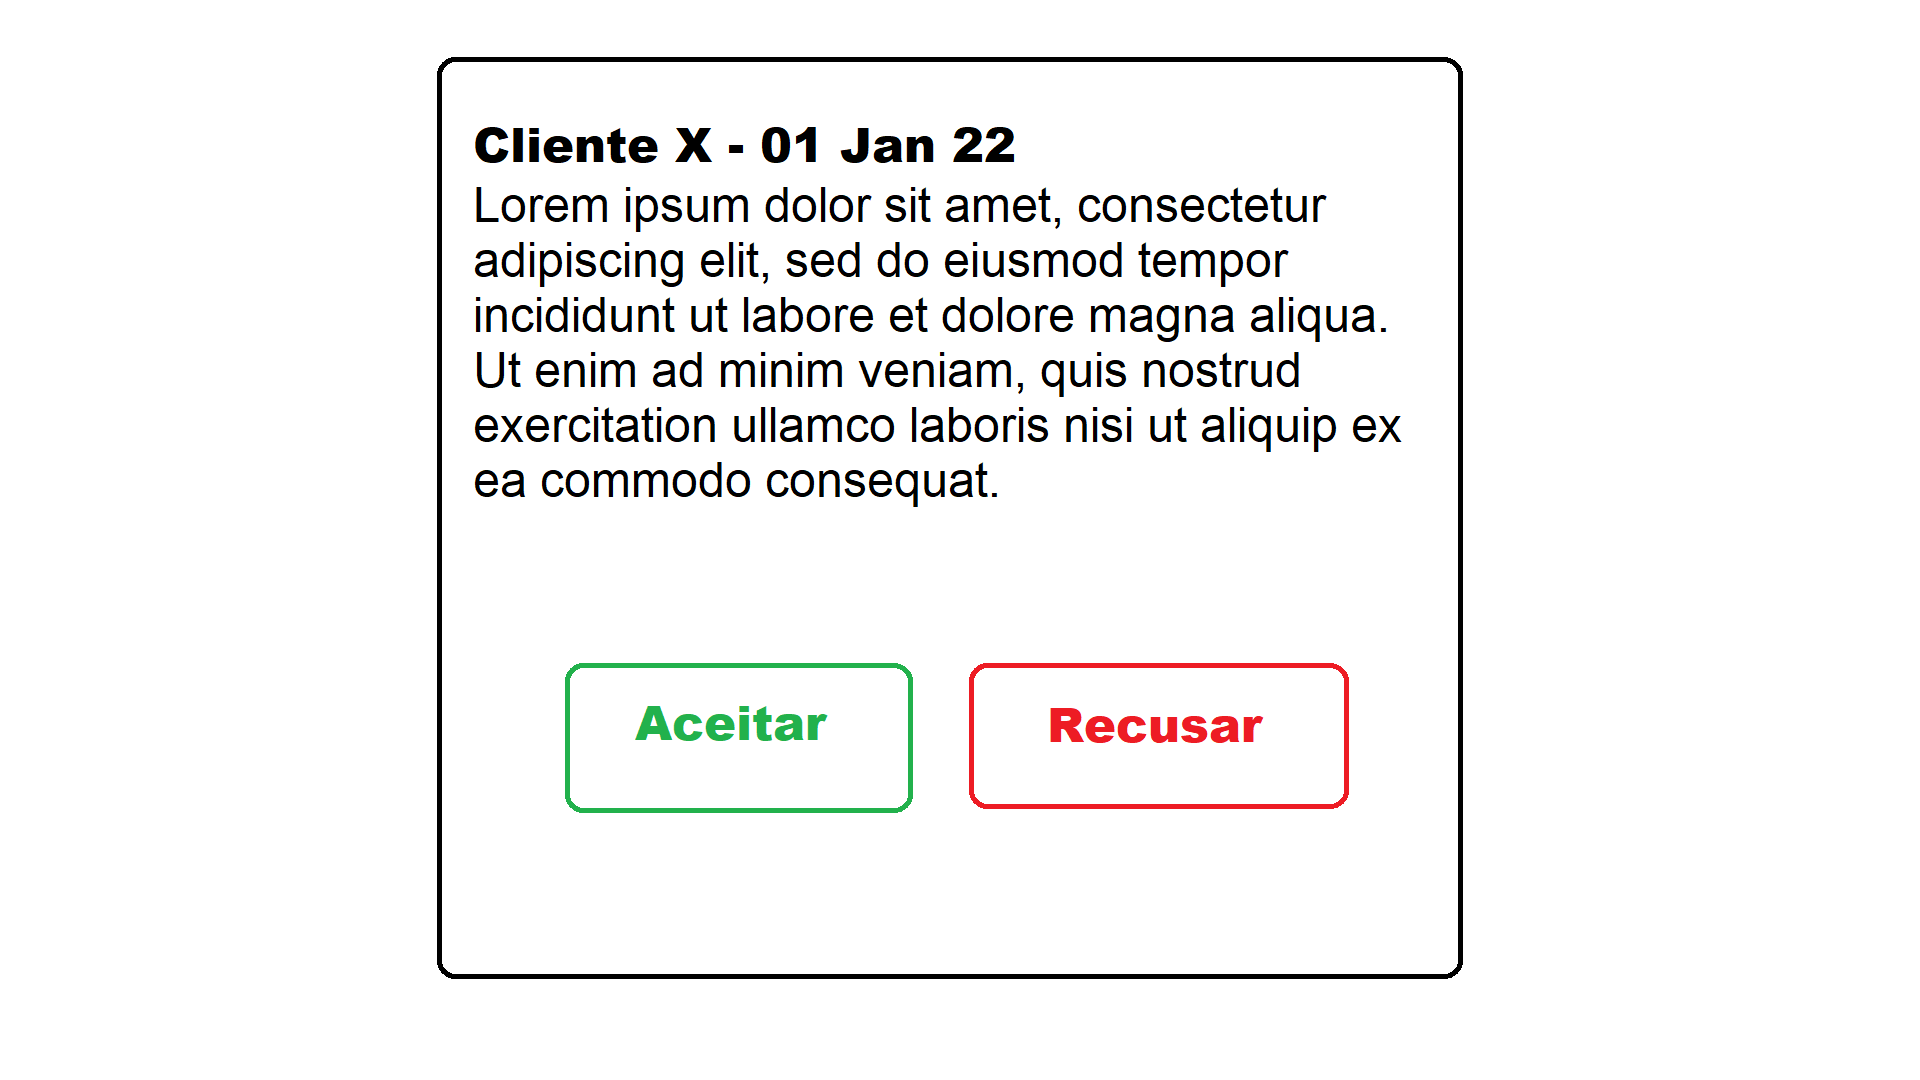 Cliente X - 01 Jan 22
Lorem ipsum dolor sit amet, consectetur
adipiscing elit, sed do eiusmod tempor
incididunt ut labore et dolore magna aliqua.
Ut enim ad minim veniam, quis nostrud
exercitation ullamco laboris nisi ut aliquip ex
ea commodo consequat.
Aceitar
Recusar